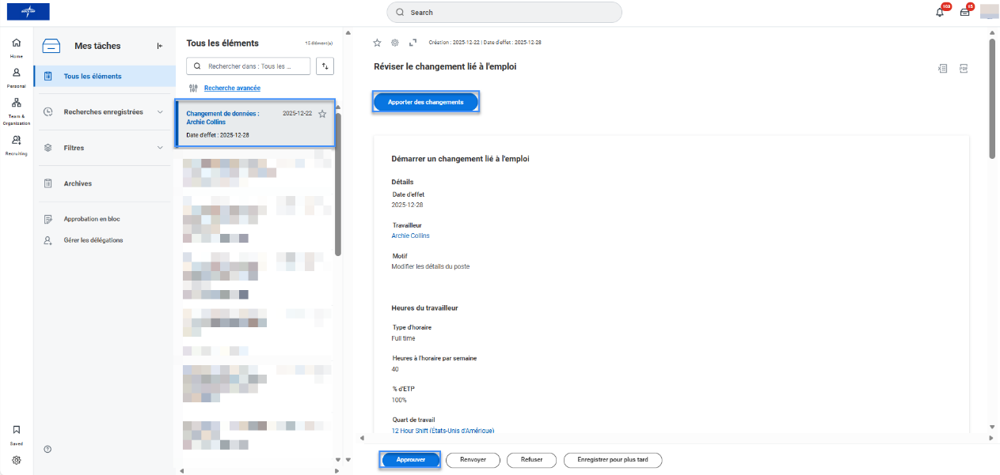 Search
103
15
Home
Personal
Team &
Organization
Recruiting
Saved
Mes tâches
Tous les éléments
Recherches enregistrées
Filtres
Archives
Approbation en bloc
Gérer les délégations
Tous les éléments
15 élément(s)
Rechercher dans : Tous les ...
Recherche avancée
Changement de données :
Archie Collins
2025-12-22
Date d'effet : 2025-12-28
Création : 2025-12-22 | Date d'effet : 2025-12-28
Réviser le changement lié à l'emploi
Apporter des changements
Démarrer un changement lié à l'emploi
Détails
Date d'effet
2025-12-28
Travailleur
Archie Collins
Motif
Modifier les détails du poste
Heures du travailleur
Type d'horaire
Full time
Heures à l'horaire par semaine
40
% d'ETP
100%
Quart de travail
12 Hour Shift (États-Unis d'Amérique)
Approuver
Renvoyer
Refuser
Enregistrer pour plus tard